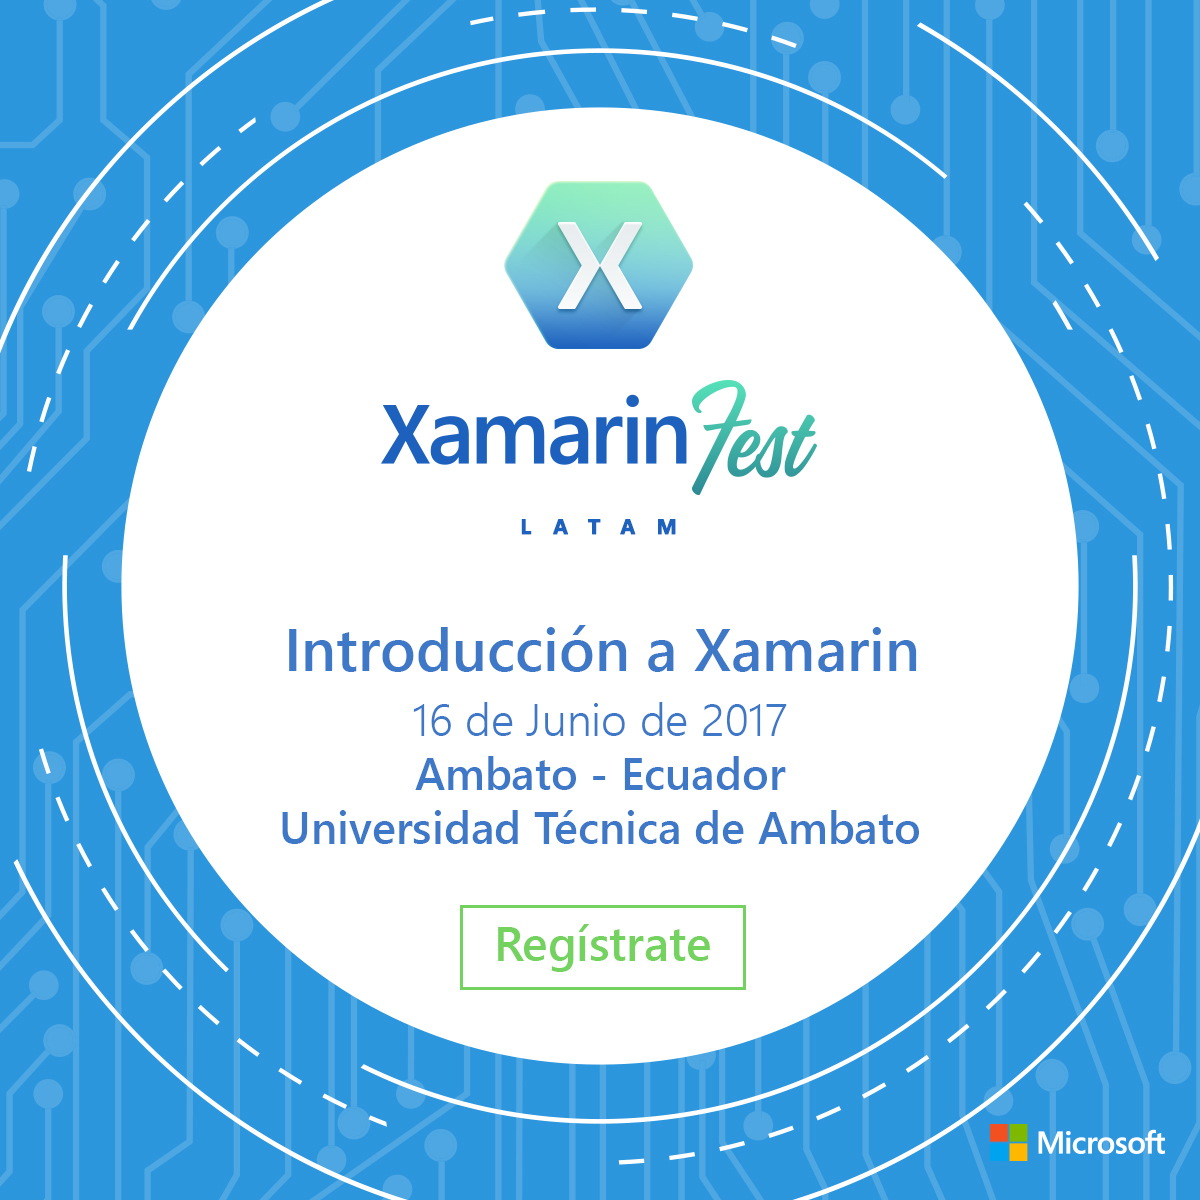 X
Xamarin Fest
LATAM
Introducción a Xamarin
16 de Junio de 2017
Ambato - Ecuador
Universidad Técnica de Ambato
Regístrate
Microsoft